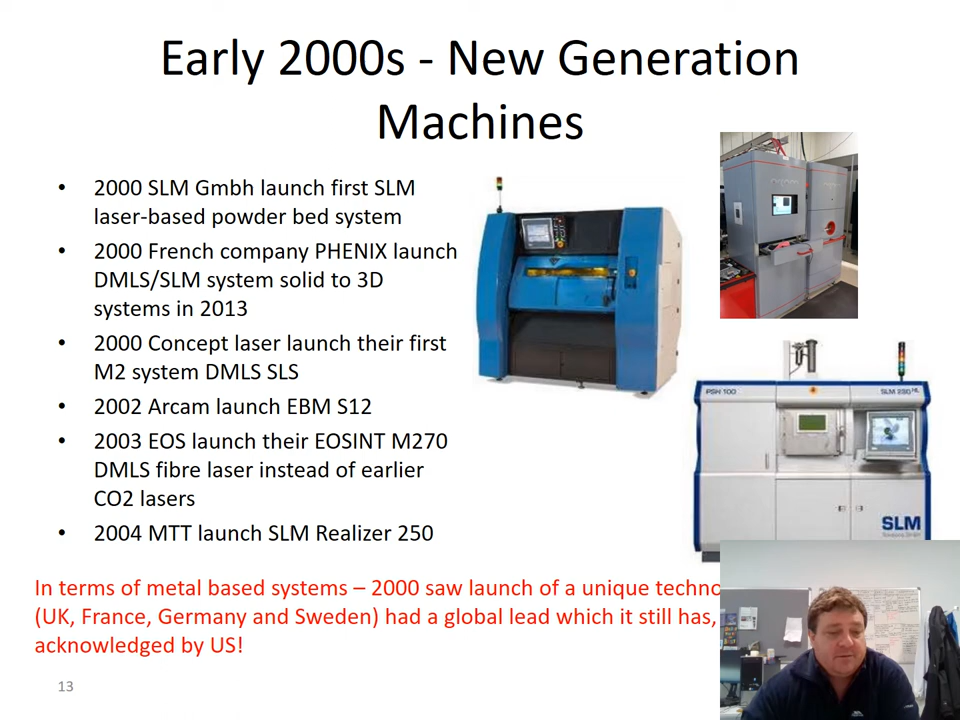 Early 2000s - New Generation
Machines
• 2000 SLM Gmbh launch first SLM
laser-based powder bed system
• 2000 French company PHENIX launch
DMLS/SLM system solid to 3D
systems in 2013
• 2000 Concept laser launch their first
M2 system DMLS SLS
• 2002 Arcam launch EBM S12
• 2003 EOS launch their EOSINT M270
DMLS fibre laser instead of earlier
CO2 lasers
• 2004 MTT launch SLM Realizer 250
PSH 100
SLM 280 HL
SLM
In terms of metal based systems – 2000 saw launch of a unique
(UK, France, Germany and Sweden) had a global lead which it still has,
acknowledged by US!
13